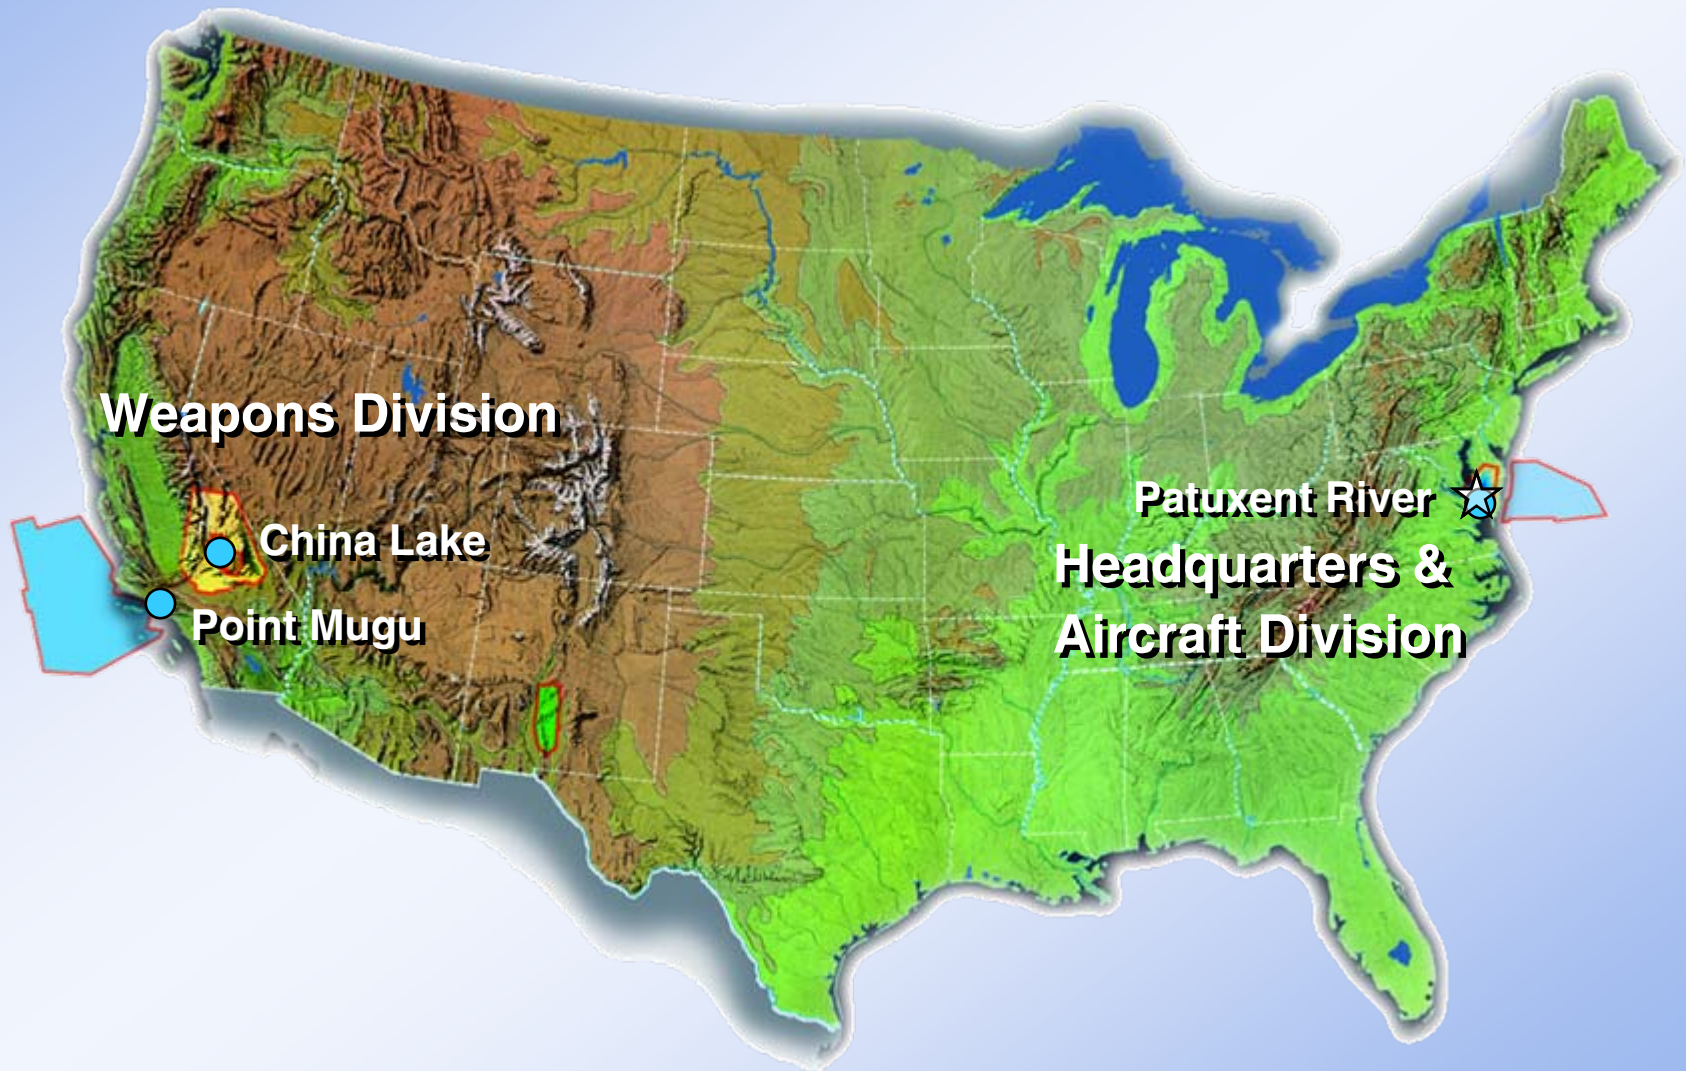 Weapons Division
China Lake
Point Mugu
Patuxent River
Headquarters &
Aircraft Division